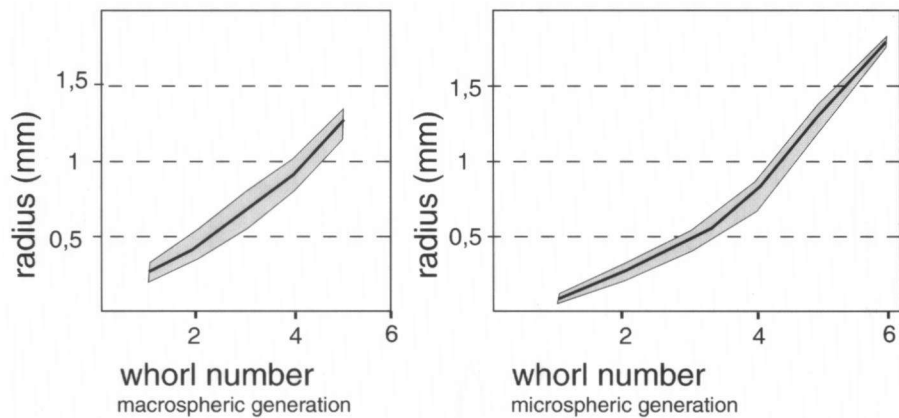 radius (mm)
1,5
1
0,5
2
4
6
whorl number
macrospheric generation
radius (mm)
1,5
1
0,5
2
4
6
whorl number
microspheric generation